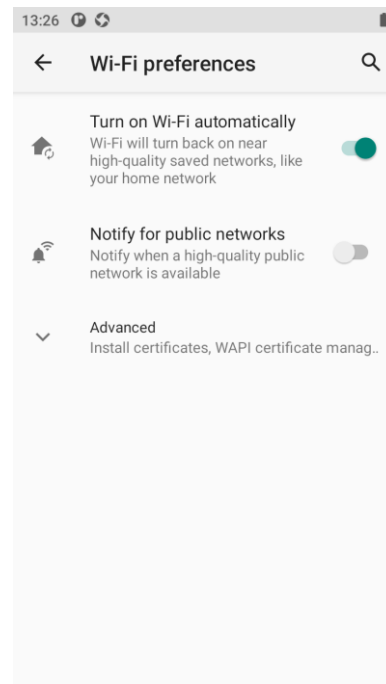 13:26
Wi-Fi preferences
Turn on Wi-Fi automatically
Wi-Fi will turn back on near
high-quality saved networks, like
your home network
Notify for public networks
Notify when a high-quality public
network is available
Advanced
Install certificates, WAPI certificate manag..